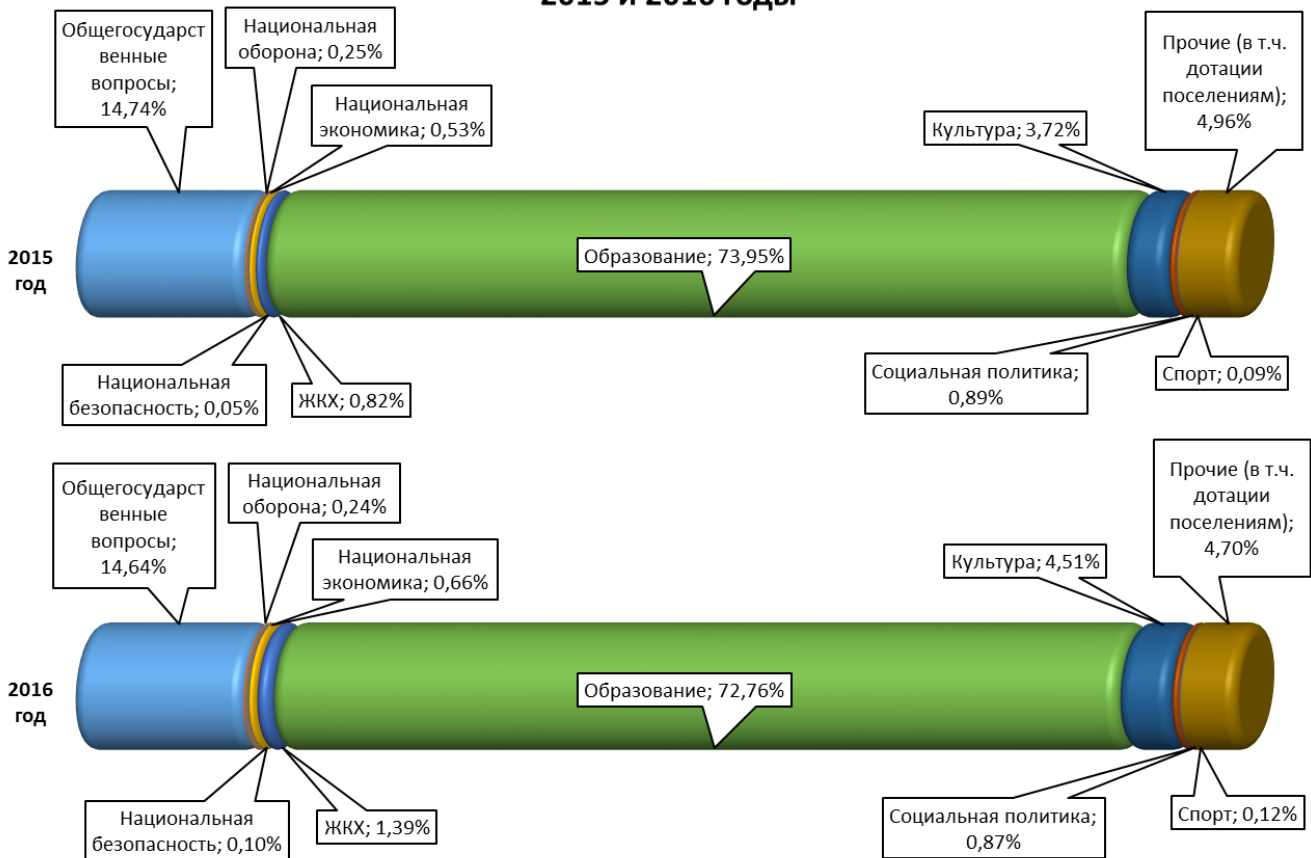 2015 и 2016 годы
Общегосударст
венные
вопросы;
14,74%
Национальная
оборона; 0,25%
Национальная
экономика; 0,53%
Культура; 3,72%
Прочие (в т.ч.
дотации
поселениям);
4,96%
2015
год
Образование; 73,95%
Национальная
безопасность; 0,05%
ЖКХ; 0,82%
Социальная политика;
0,89%
Спорт; 0,09%
Общегосударст
венные
вопросы;
14,64%
Национальная
оборона; 0,24%
Национальная
экономика; 0,66%
Культура; 4,51%
Прочие (в т.ч.
дотации
поселениям);
4,70%
2016
год
Образование; 72,76%
Национальная
безопасность; 0,10%
ЖКХ; 1,39%
Социальная политика;
0,87%
Спорт; 0,12%